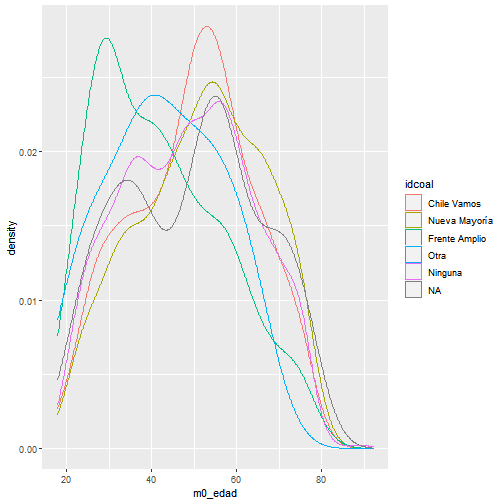 0.02
0.01
0.00
density
20
40
60
80
m0_edad
idcoal
Chile Vamos
Nueva Mayoría
Frente Amplio
Otra
Ninguna
NA